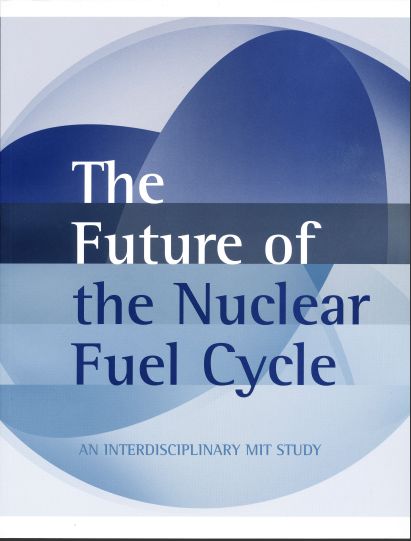 The
Future of
the Nuclear
Fuel Cycle
AN INTERDISCIPLINARY MIT STUDY